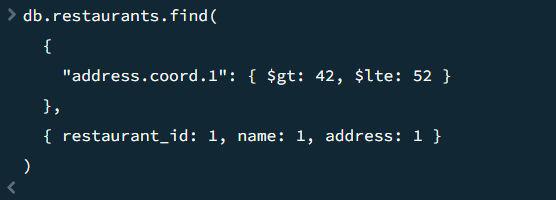 > db.restaurants.find(
{
"address.coord.1": { $gt: 42, $lte: 52 }
},
{ restaurant_id: 1, name: 1, address: 1 }
)
<